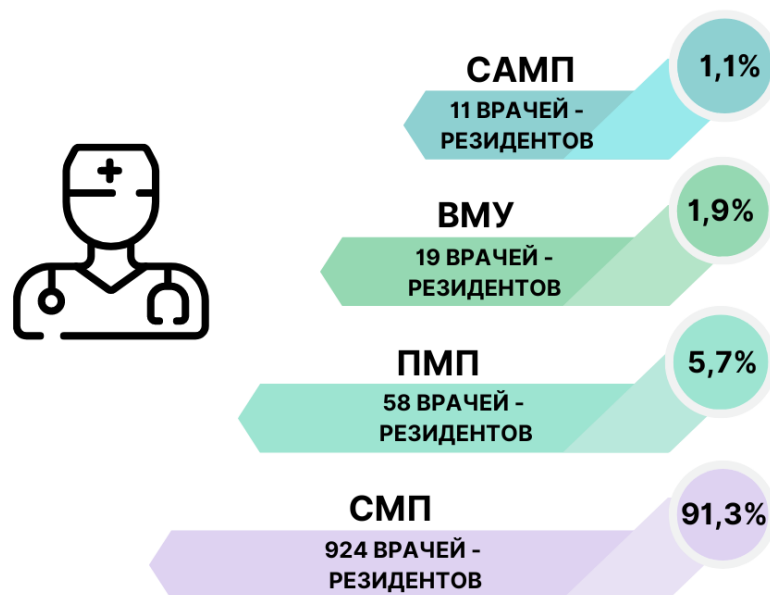 САМП
1,1%
11 ВРАЧЕЙ -
РЕЗИДЕНТОВ
ВМУ
1,9%
19 ВРАЧЕЙ -
РЕЗИДЕНТОВ
ПМП
5,7%
58 ВРАЧЕЙ -
РЕЗИДЕНТОВ
СМП
91,3%
924 ВРАЧЕЙ -
РЕЗИДЕНТОВ